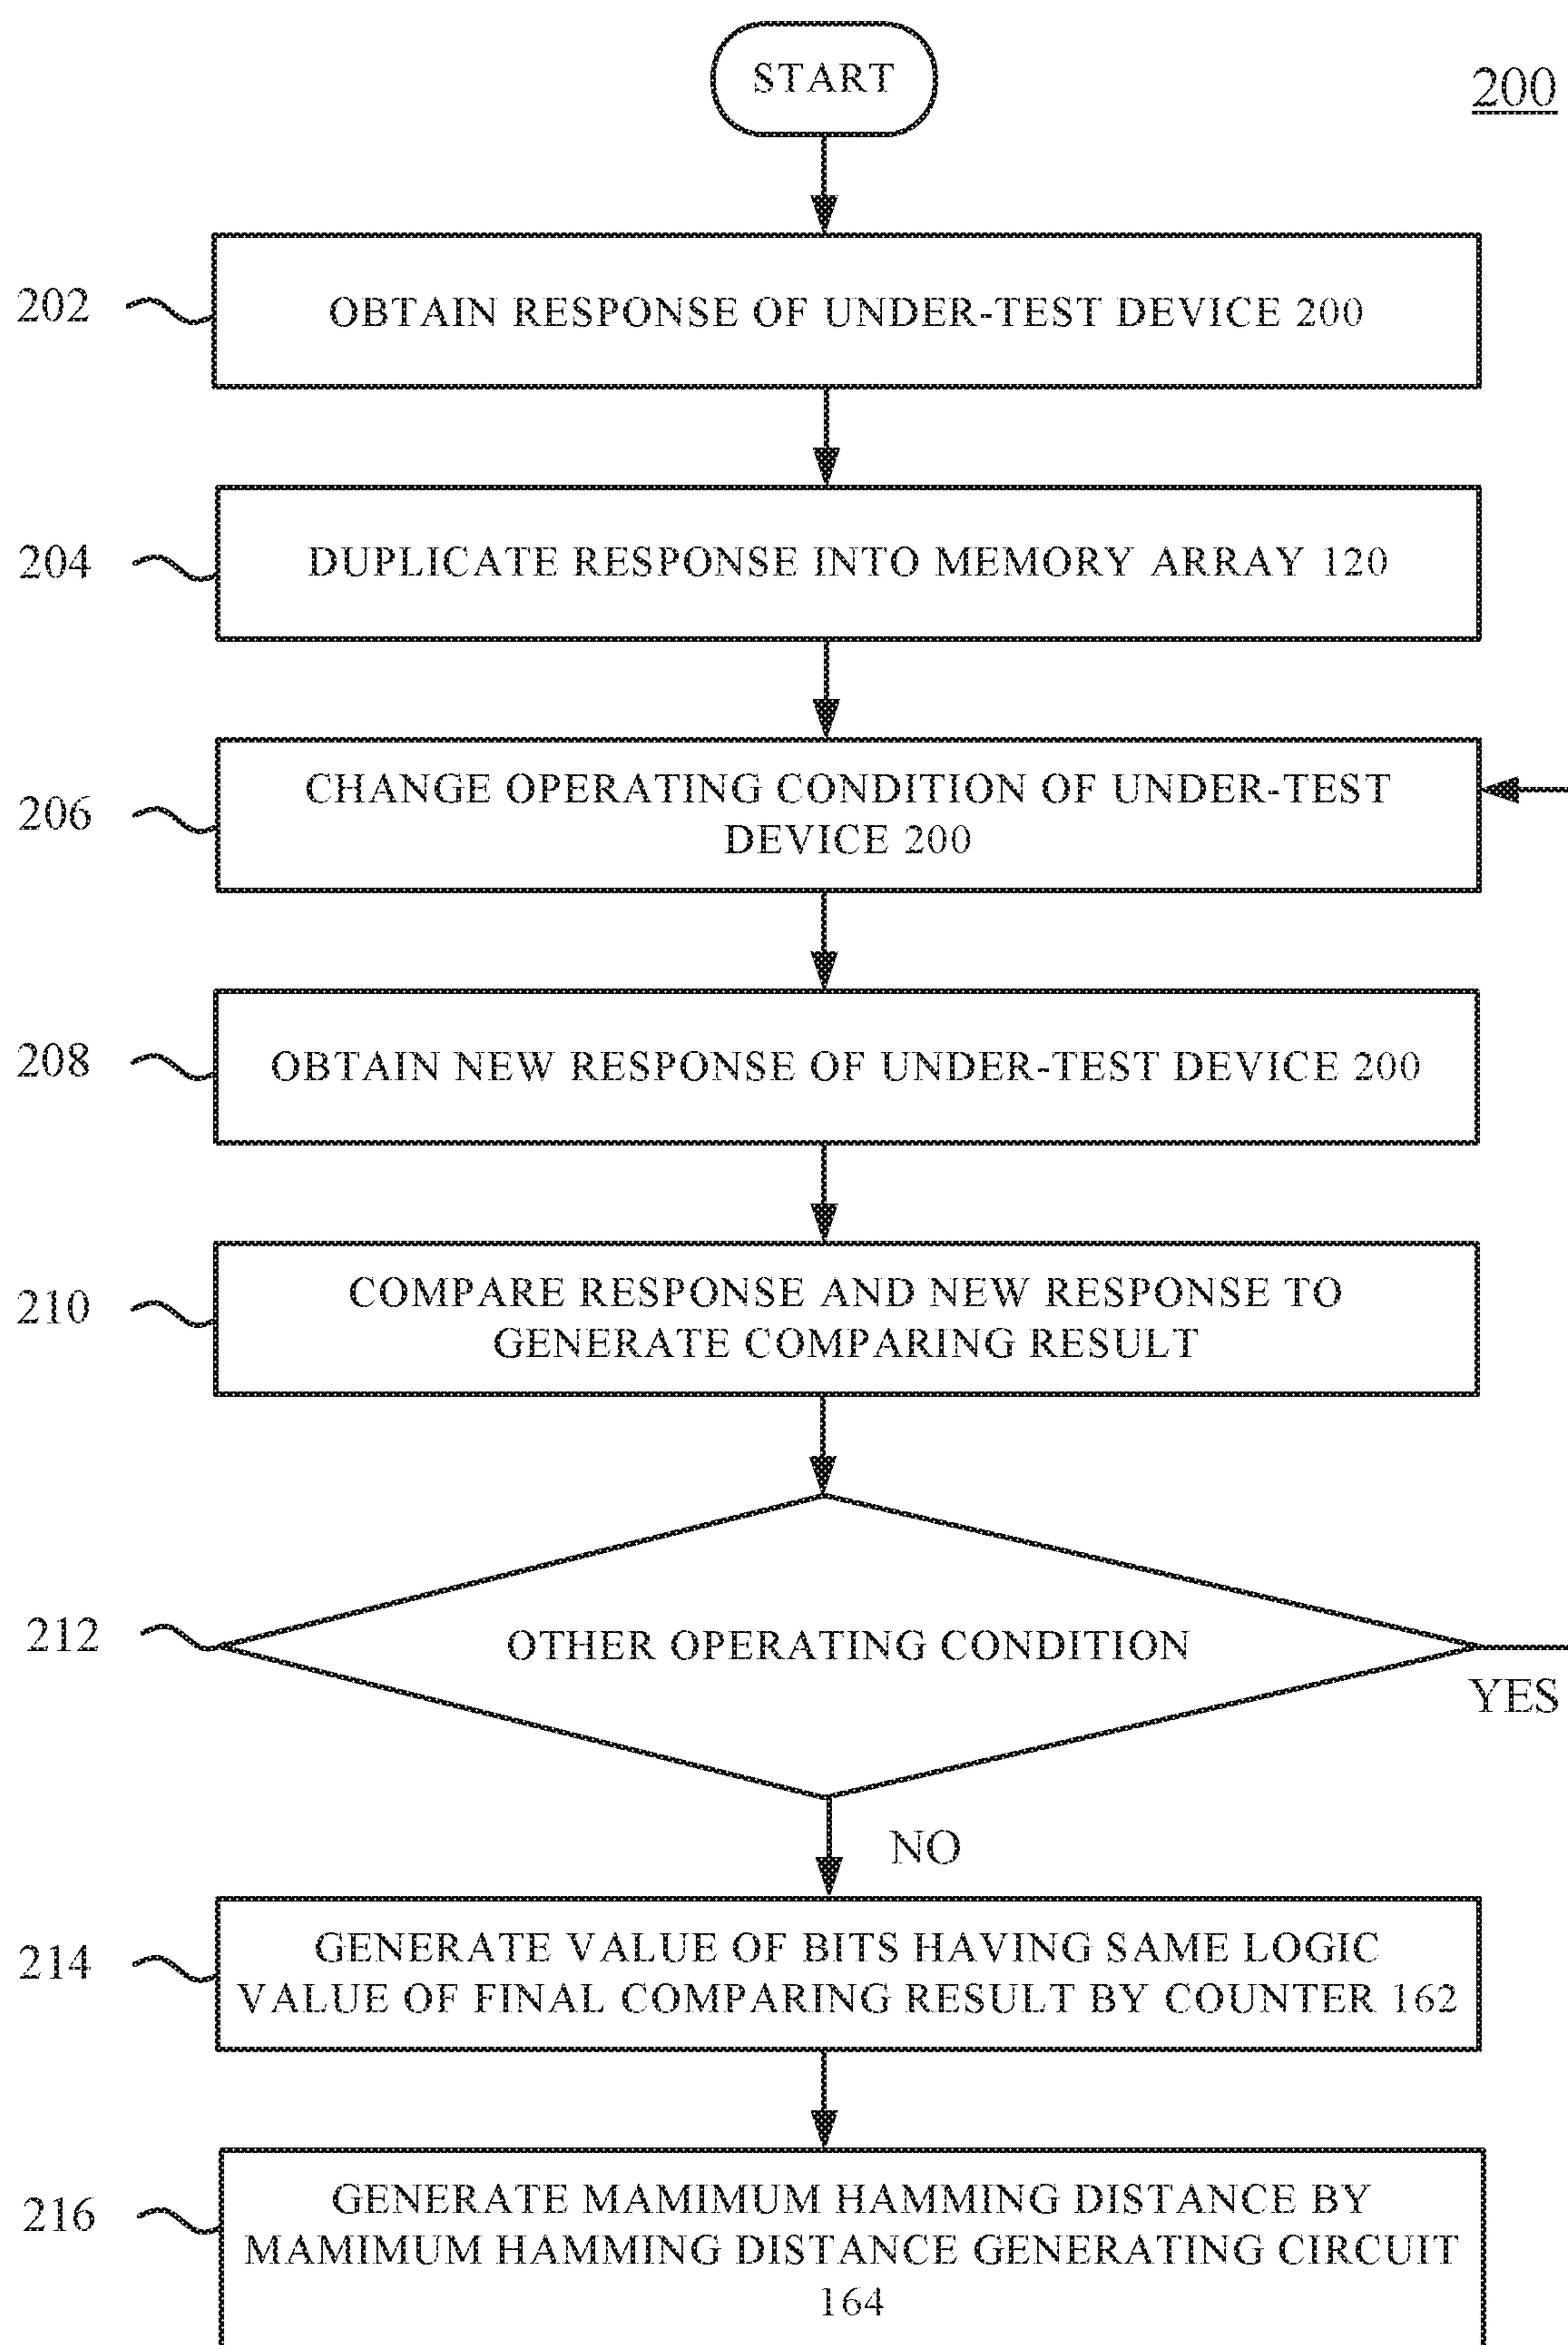 START
200
202
OBTAIN RESPONSE OF UNDER-TEST DEVICE 200
204
DUPLICATE RESPONSE INTO MEMORY ARRAY 120
206
CHANGE OPERATING CONDITION OF UNDER-TEST
DEVICE 200
208
OBTAIN NEW RESPONSE OF UNDER-TEST DEVICE 200
210
COMPARE RESPONSE AND NEW RESPONSE TO
GENERATE COMPARING RESULT
212
OTHER OPERATING CONDITION
YES
NO
214
GENERATE VALUE OF BITS HAVING SAME LOGIC
VALUE OF FINAL COMPARING RESULT BY COUNTER 162
216
GENERATE MAMIMUM HAMMING DISTANCE BY
MAMIMUM HAMMING DISTANCE GENERATING CIRCUIT
164